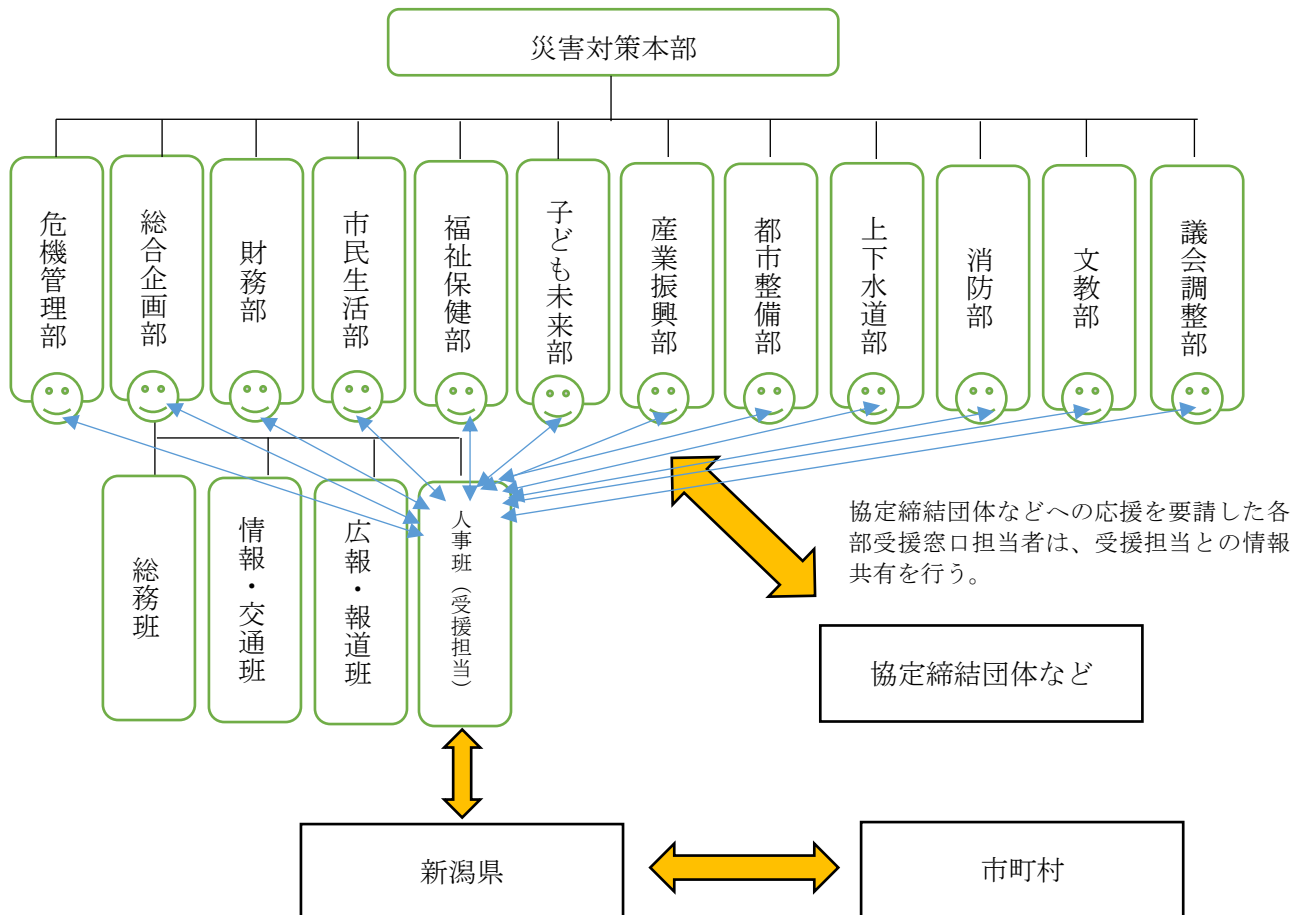 災害対策本部
危機管理部
総合企画部
財務部
市民生活部
福祉保健部
子ども未来部
産業振興部
都市整備部
上下水道部
消防部
文教部
議会調整部
総務班
情報・交通班
広報・報道班
人事班（受援担当）
協定締結団体などへの応援を要請した各
部受援窓口担当者は、受援担当との情報
共有を行う。
協定締結団体など
新潟県
市町村